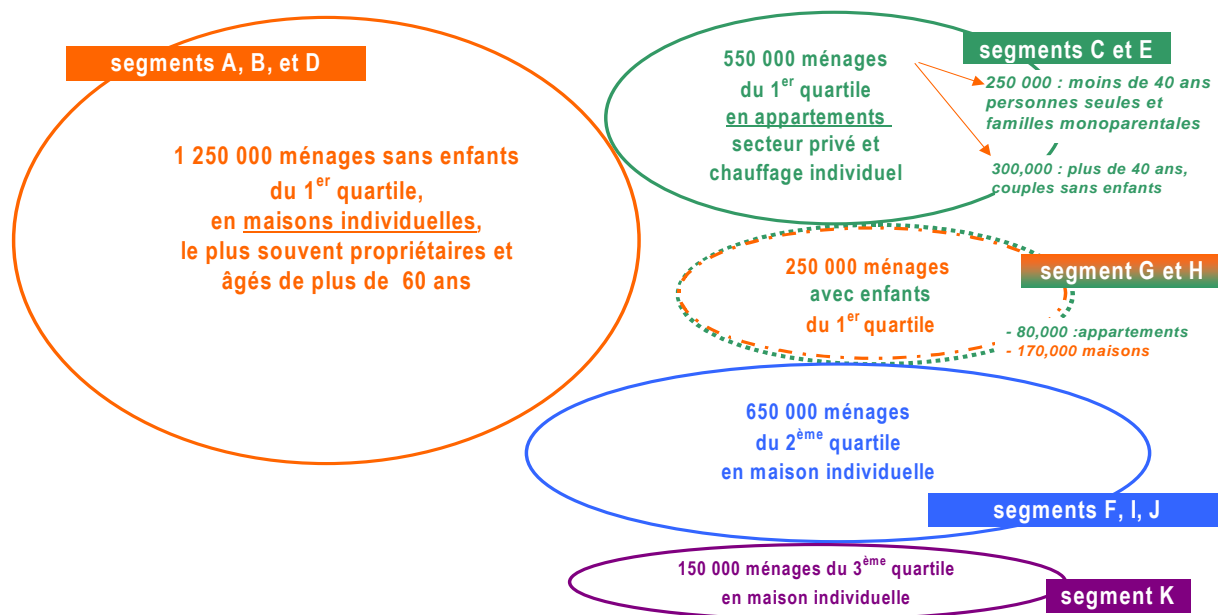 segments A, B, et D
1 250 000 ménages sans enfants
du 1er quartile,
en maisons individuelles,
le plus souvent propriétaires et
âgés de plus de 60 ans
segments C et E
550 000 ménages
du 1er quartile
en appartements
secteur privé et
chauffage individuel
250 000 : moins de 40 ans
personnes seules et
familles monoparentales
300,000 : plus de 40 ans,
couples sans enfants
segment G et H
250 000 ménages
avec enfants
du 1er quartile
- 80,000 :appartements
- 170,000 maisons
650 000 ménages
du 2ème quartile
en maison individuelle
segments F, I, J
150 000 ménages du 3ème quartile
en maison individuelle
segment K